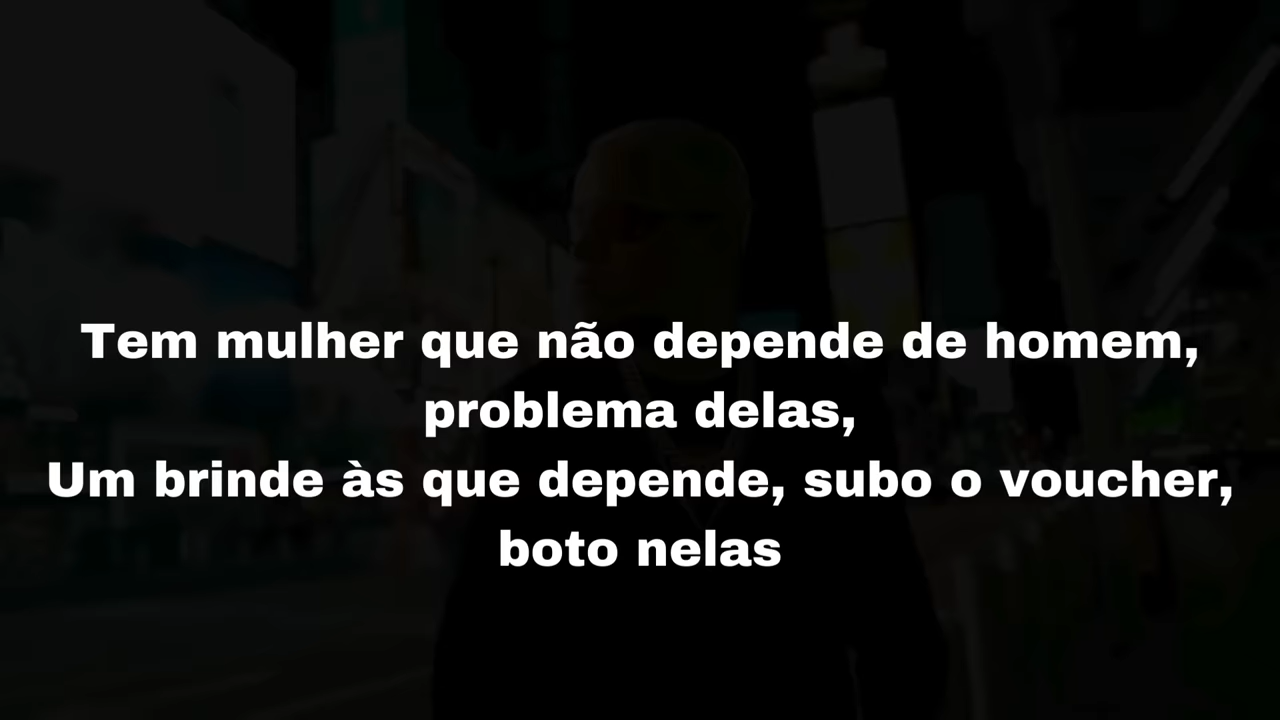 Tem mulher que não depende de homem,
problema delas,
Um brinde às que depende, subo o voucher,
boto nelas